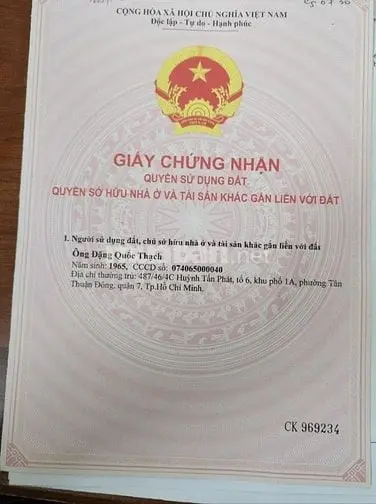 CỘNG HÒA XÃ HỘI CHỦ NGHĨA VIỆT NAM
Độc lập - Tự do - Hạnh phúc
GIẤY CHỨNG NHẬN
QUYỀN SỬ DỤNG ĐẤT
QUYỀN SỞ HỮU NHÀ Ở VÀ TÀI SẢN KHÁC GẮN LIỀN VỚI ĐẤT
I. Người sử dụng đất, chủ sở hữu nhà ở và tài sản khác gắn liền với đất
Ông Đặng Quốc Thạch
Năm sinh: 1965, CCCD số: 074065000040
Địa chỉ thường trú: 487/46/4C Huỳnh Tấn Phát, tổ 6, khu phố 1A, phường Tân
Thuận Đông, quận 7, Tp.Hồ Chí Minh.
CK 969234